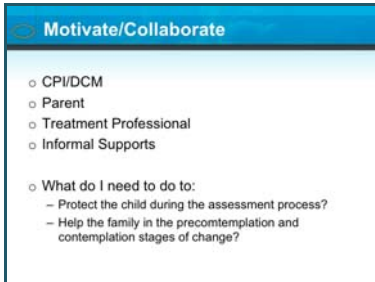 Motivate/Collaborate
○ CPI/DCM
○ Parent
○ Treatment Professional
○ Informal Supports
○ What do I need to do to:
– Protect the child during the assessment process?
– Help the family in the precomtemplation and
contemplation stages of change?